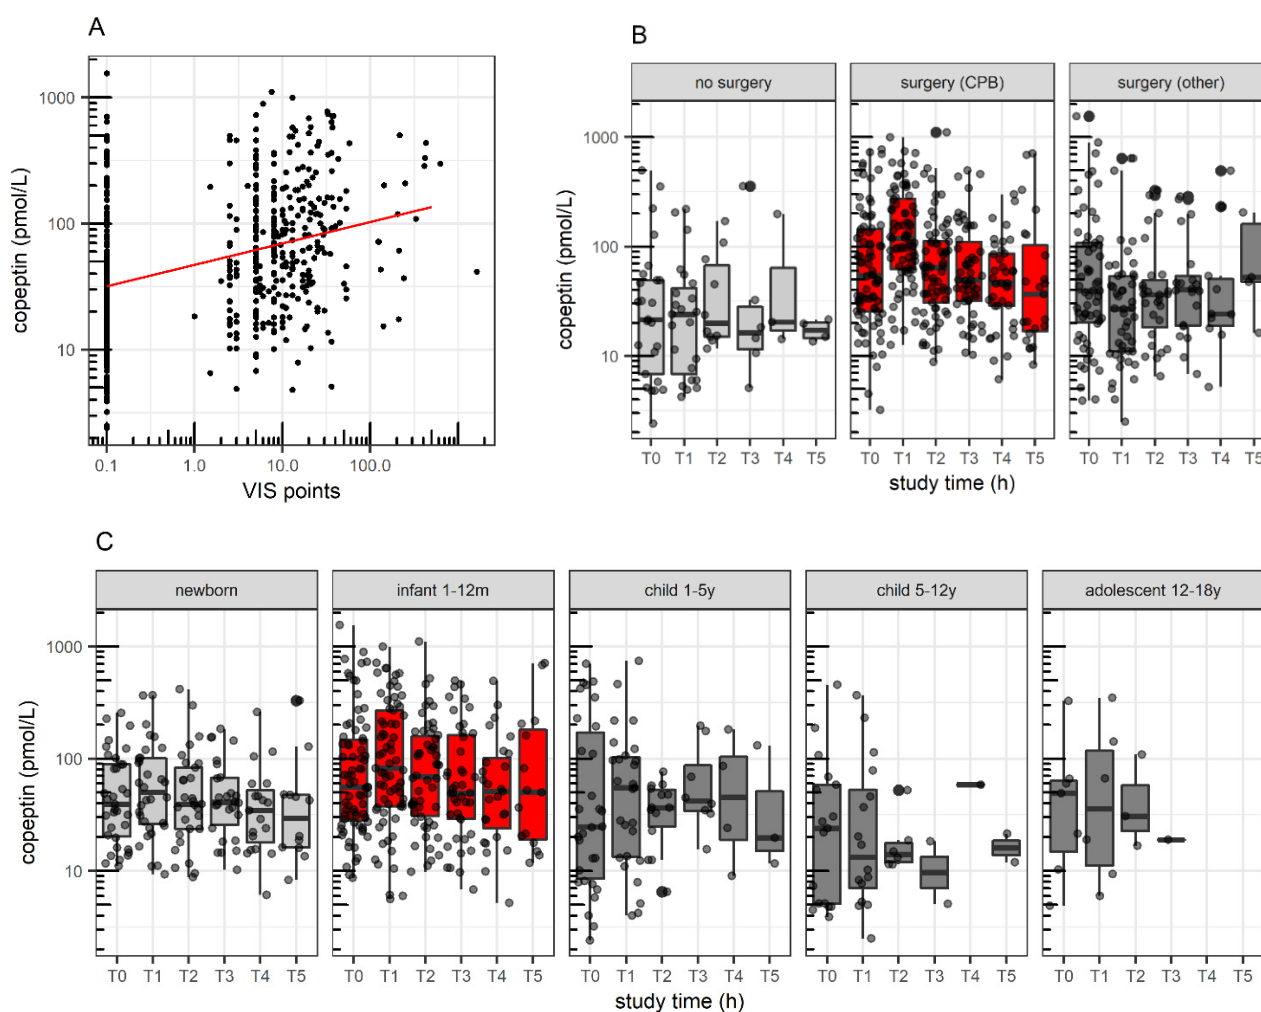 A
copeptin (pmol/L)
1000
100
10
0.1 1.0 10.0 100.0
VIS points
B
no surgery surgery (CPB) surgery (other)
copeptin (pmol/L)
1000
100
10
T0 T1 T2 T3 T4 T5 T0 T1 T2 T3 T4 T5 T0 T1 T2 T3 T4 T5
study time (h)
C
newborn infant 1-12m child 1-5y child 5-12y adolescent 12-18y
copeptin (pmol/L)
1000
100
10
T0 T1 T2 T3 T4 T5 T0 T1 T2 T3 T4 T5 T0 T1 T2 T3 T4 T5 T0 T1 T2 T3 T4 T5 T0 T1 T2 T3 T4 T5
study time (h)